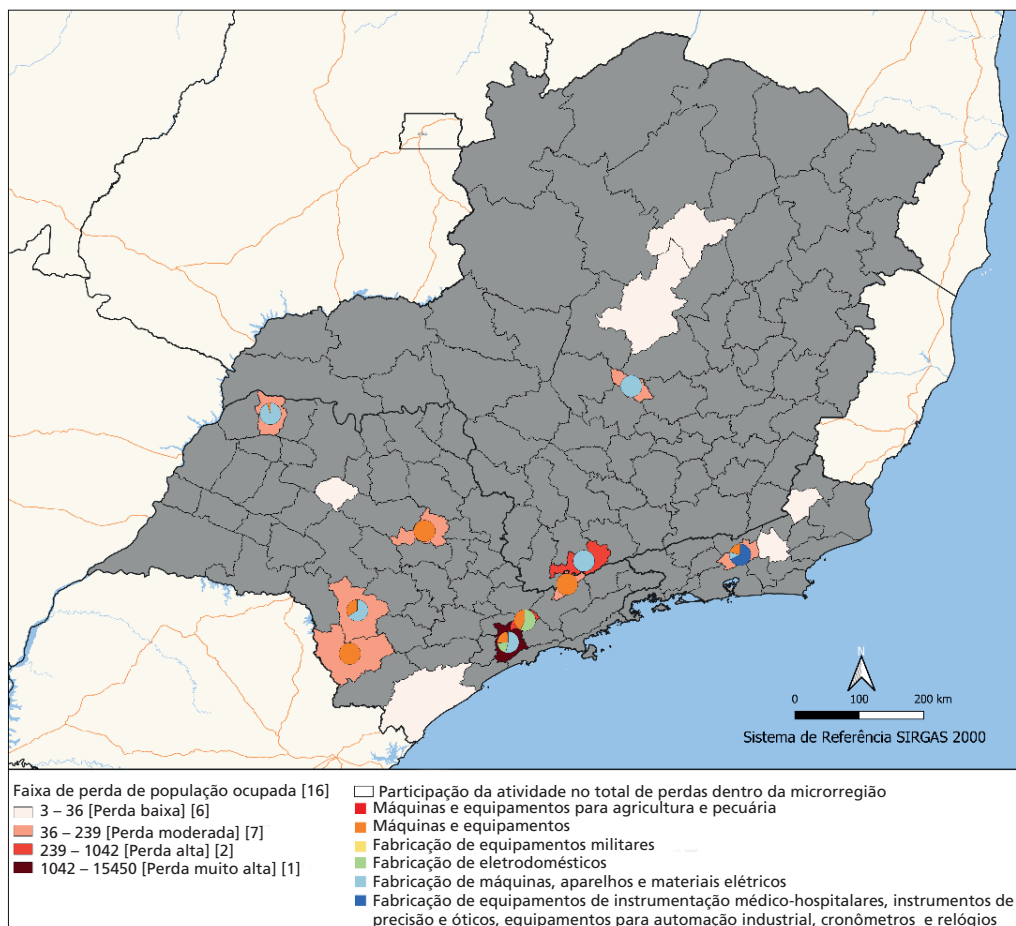 N
0 100 200 km
Sistema de Referência SIRGAS 2000
Faixa de perda de população ocupada [16]
3 – 36 [Perda baixa] [6]
36 – 239 [Perda moderada] [7]
239 – 1042 [Perda alta] [2]
1042 – 15450 [Perda muito alta] [1]
Participação da atividade no total de perdas dentro da microrregião
Máquinas e equipamentos para agricultura e pecuária
Máquinas e equipamentos
Fabricação de equipamentos militares
Fabricação de eletrodomésticos
Fabricação de máquinas, aparelhos e materiais elétricos
Fabricação de equipamentos de instrumentação médico-hospitalares, instrumentos de
precisão e óticos, equipamentos para automação industrial, cronômetros e relógios